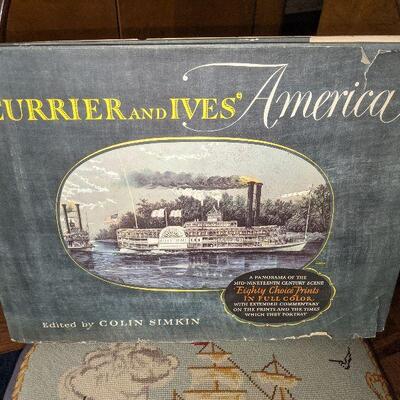 CURRIER AND IVES' America
A PANORAMA OF THE
MID-NINETEENTH CENTURY SCENE
Eighty Choice Prints
IN FULL COLOR
WITH EXTENDED COMMENTARY
ON THE PRINTS AND THE TIMES
WHICH THEY PORTRAY
Edited by COLIN SIMKIN